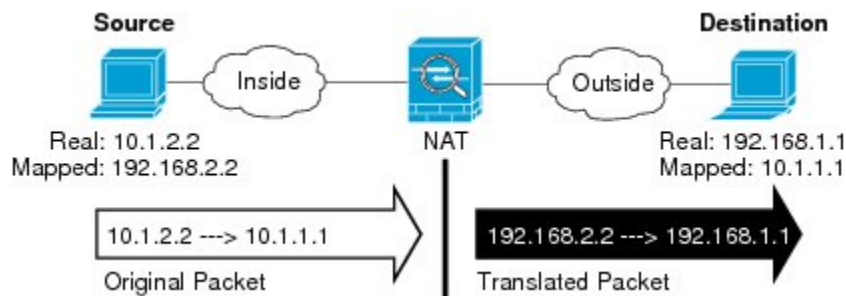 Source
Destination
Inside
Outside
Real: 10.1.2.2
Mapped: 192.168.2.2
NAT
Real: 192.168.1.1
Mapped: 10.1.1.1
10.1.2.2 ---> 10.1.1.1
192.168.2.2 ---> 192.168.1.1
Original Packet
Translated Packet